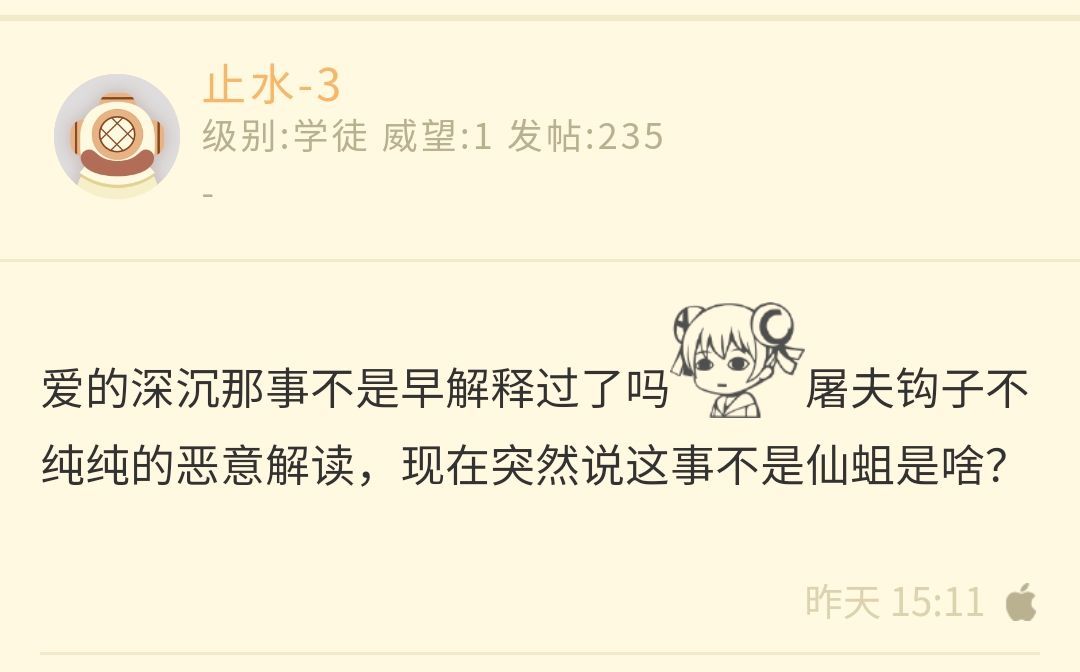 止水-3
级别:学徒 威望:1 发帖:235
-
爱的深沉那事不是早解释过了吗 屠夫钩子不
纯纯的恶意解读，现在突然说这事不是仙蛆是啥？
昨天 15:11